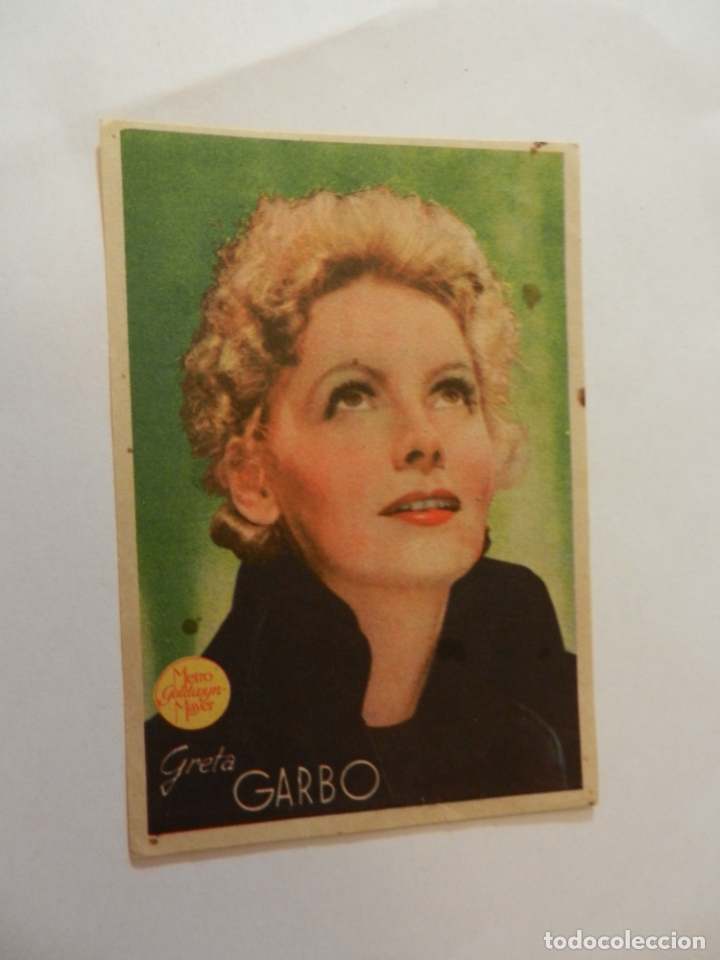 Metro
Goldwyn-
Mayer
Greta
GARBO
todocoleccion